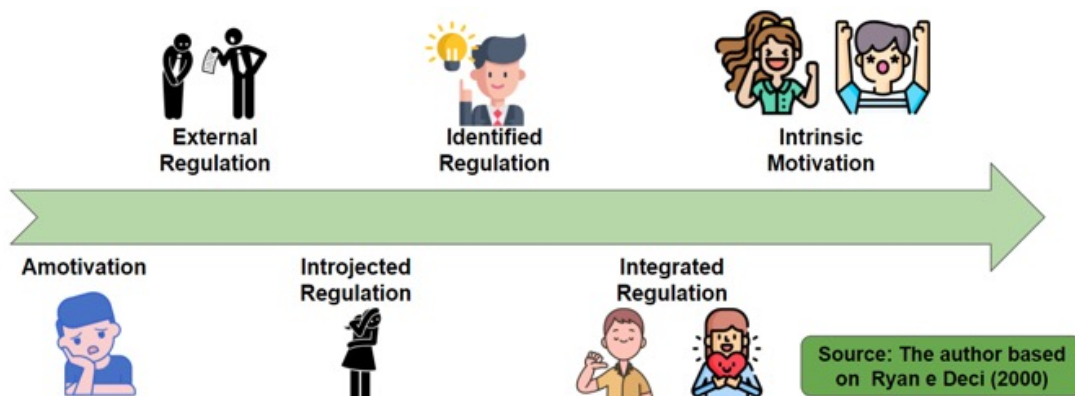 External
Regulation
Identified
Regulation
Intrinsic
Motivation
Amotivation
Introjected
Regulation
Integrated
Regulation
Source: The author based
on Ryan e Deci (2000)